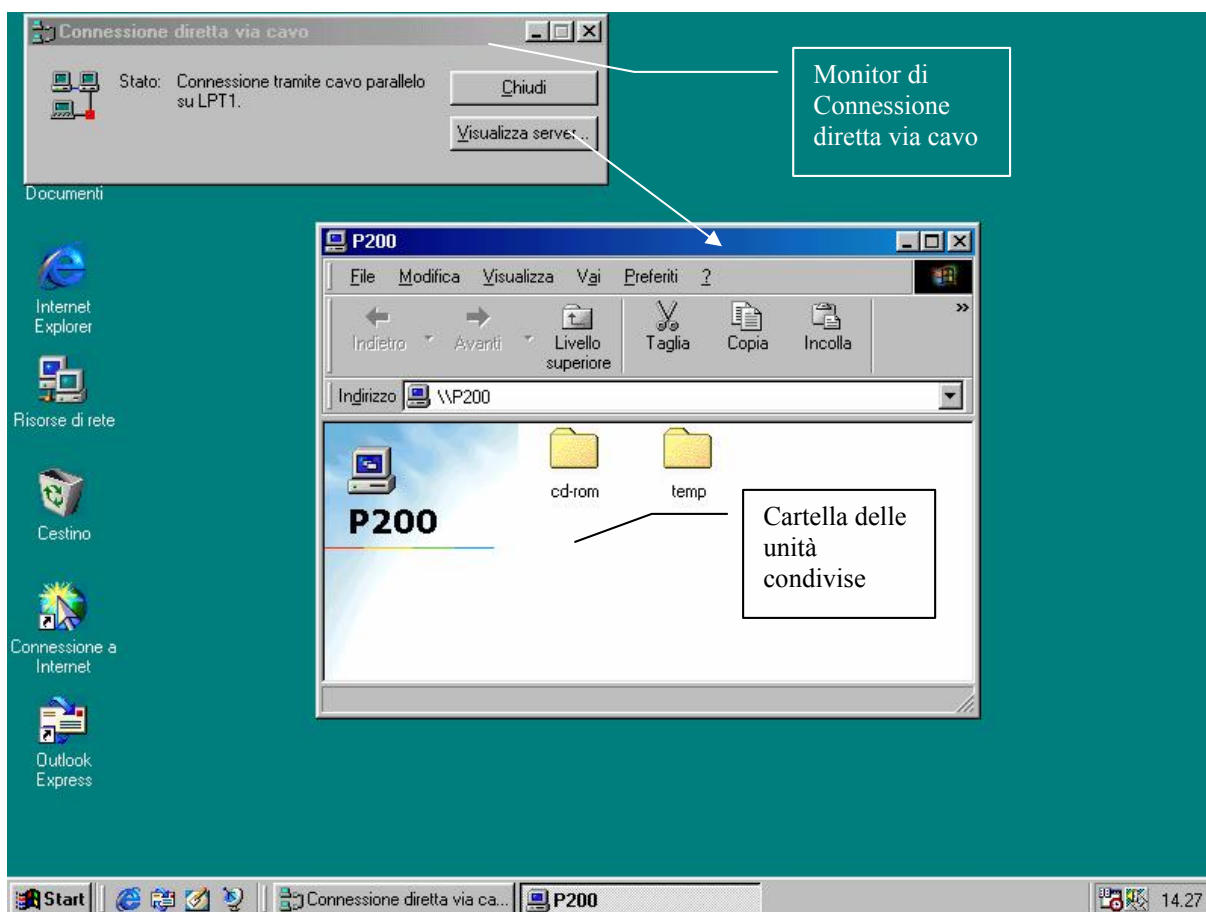 Connessione diretta via cavo
Stato: Connessione tramite cavo parallelo
su LPT1.
Chiudi
Visualizza server...
Monitor di
Connessione
diretta via cavo
Documenti
Internet
Explorer
Risorse di rete
Cestino
Connessione a
Internet
Outlook
Express
P200
File Modifica Visualizza Vai Preferiti ?
Indietro Avanti Livello
superiore Taglia Copia Incolla »
Indirizzo \\P200
P200
cd-rom temp
Cartella delle
unità
condivise
Start Connessione diretta via ca... P200 14.27